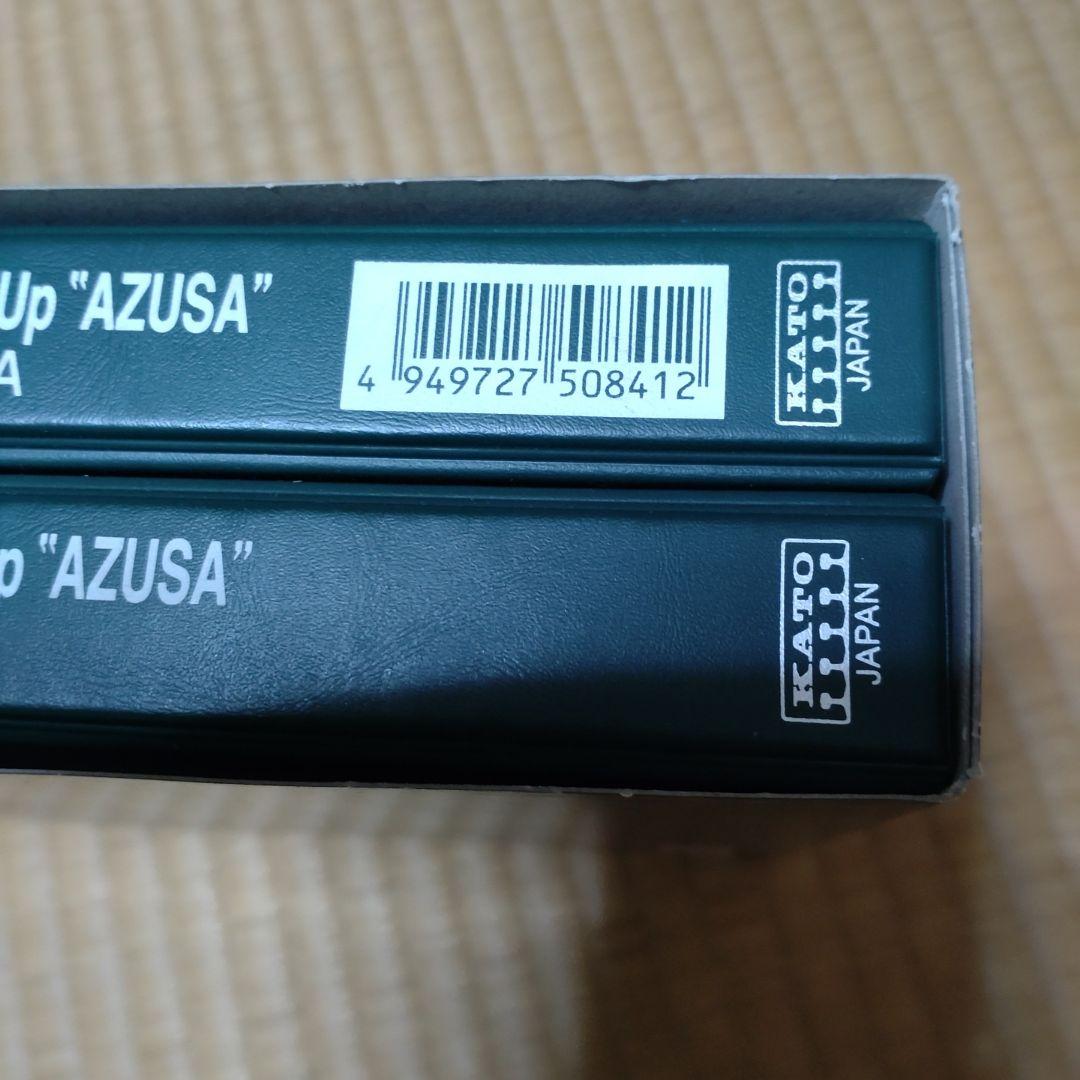 Up "AZUSA"
A
4 949727 508412
KATO
JAPAN
p "AZUSA"
KATO
JAPAN